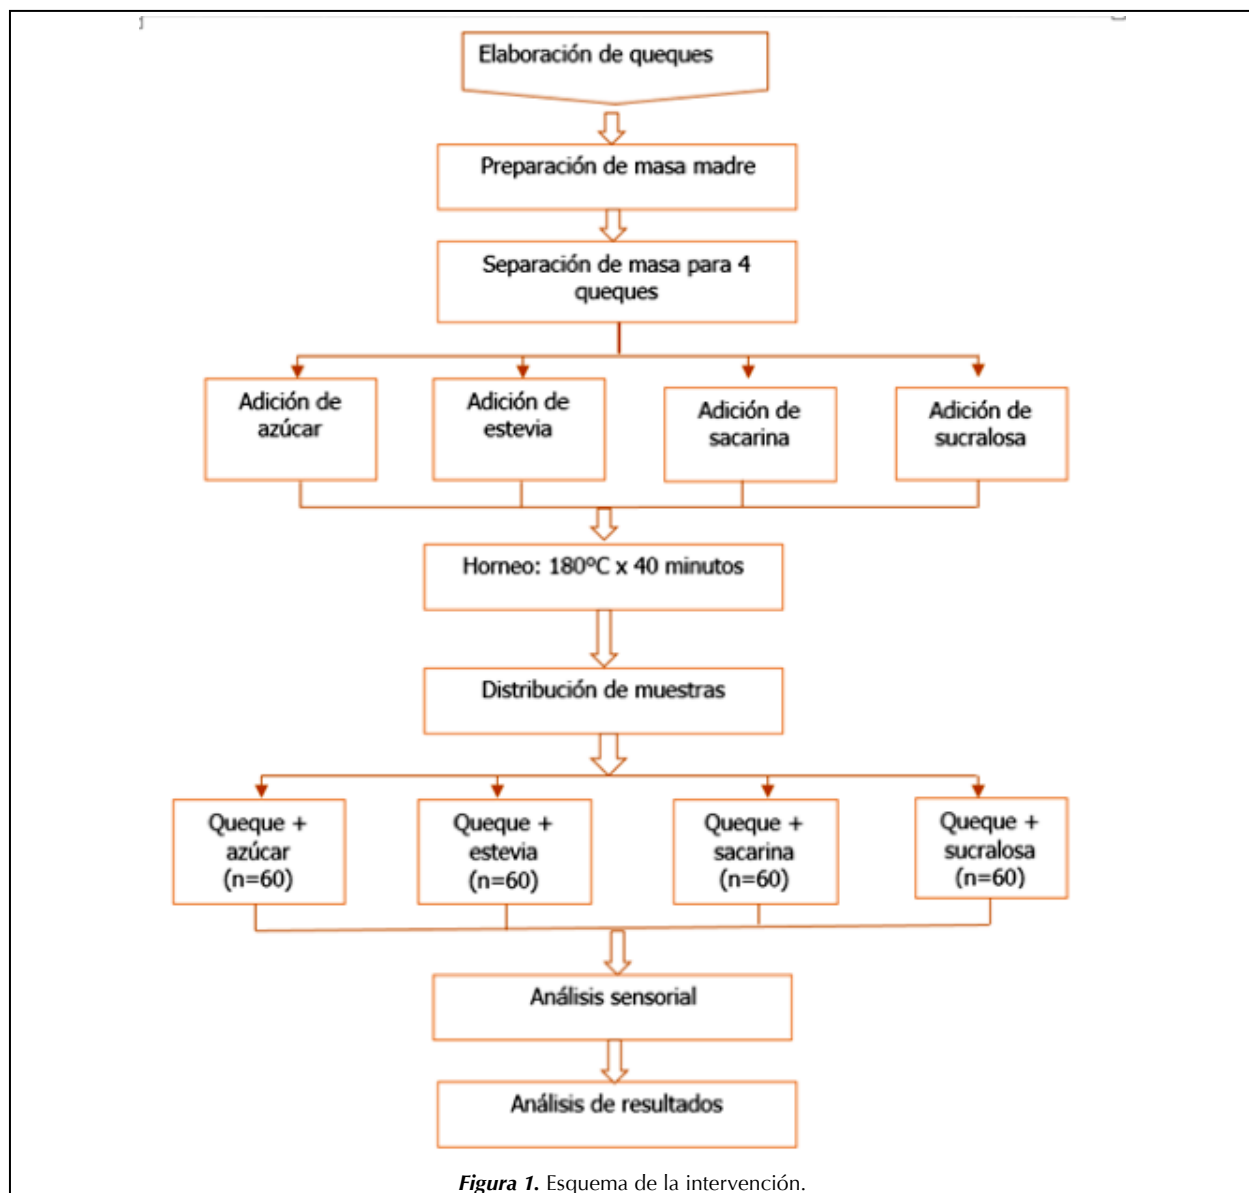 Elaboración de queques
Preparación de masa madre
Separación de masa para 4
queques
Adición de
azúcar
Adición de
estevia
Adición de
sacarina
Adición de
sucralosa
Horneo: 180ºC x 40 minutos
Distribución de muestras
Queque +
azúcar
(n=60)
Queque +
estevia
(n=60)
Queque +
sacarina
(n=60)
Queque +
sucralosa
(n=60)
Análisis sensorial
Análisis de resultados
Figura 1. Esquema de la intervención.